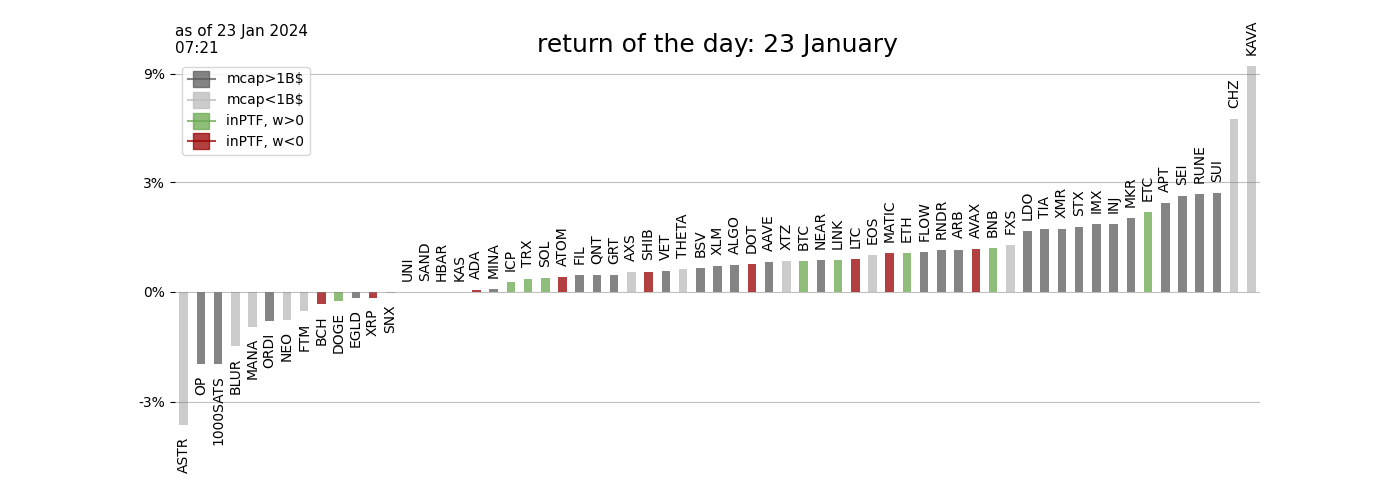 as of 23 Jan 2024
07:21
return of the day: 23 January
mcap>1B$
mcap<1B$
inPTF, w>0
inPTF, w<0
9%
3%
0%
-3%
ASTR
OP
1000SATS
BLUR
MANA
ORDI
NEO
FTM
BCH
DOGE
EGLD
XRP
SNX
UNI
SAND
HBAR
KAS
ADA
MINA
ICP
TRX
SOL
ATOM
FIL
QNT
GRT
AXS
SHIB
VET
THETA
BSV
XLM
ALGO
DOT
AAVE
XTZ
BTC
NEAR
LINK
LTC
EOS
MATIC
ETH
FLOW
RNDR
ARB
AVAX
BNB
FXS
LDO
TIA
XMR
STX
IMX
INJ
MKR
ETC
APT
SEI
RUNE
SUI
CHZ
KAVA